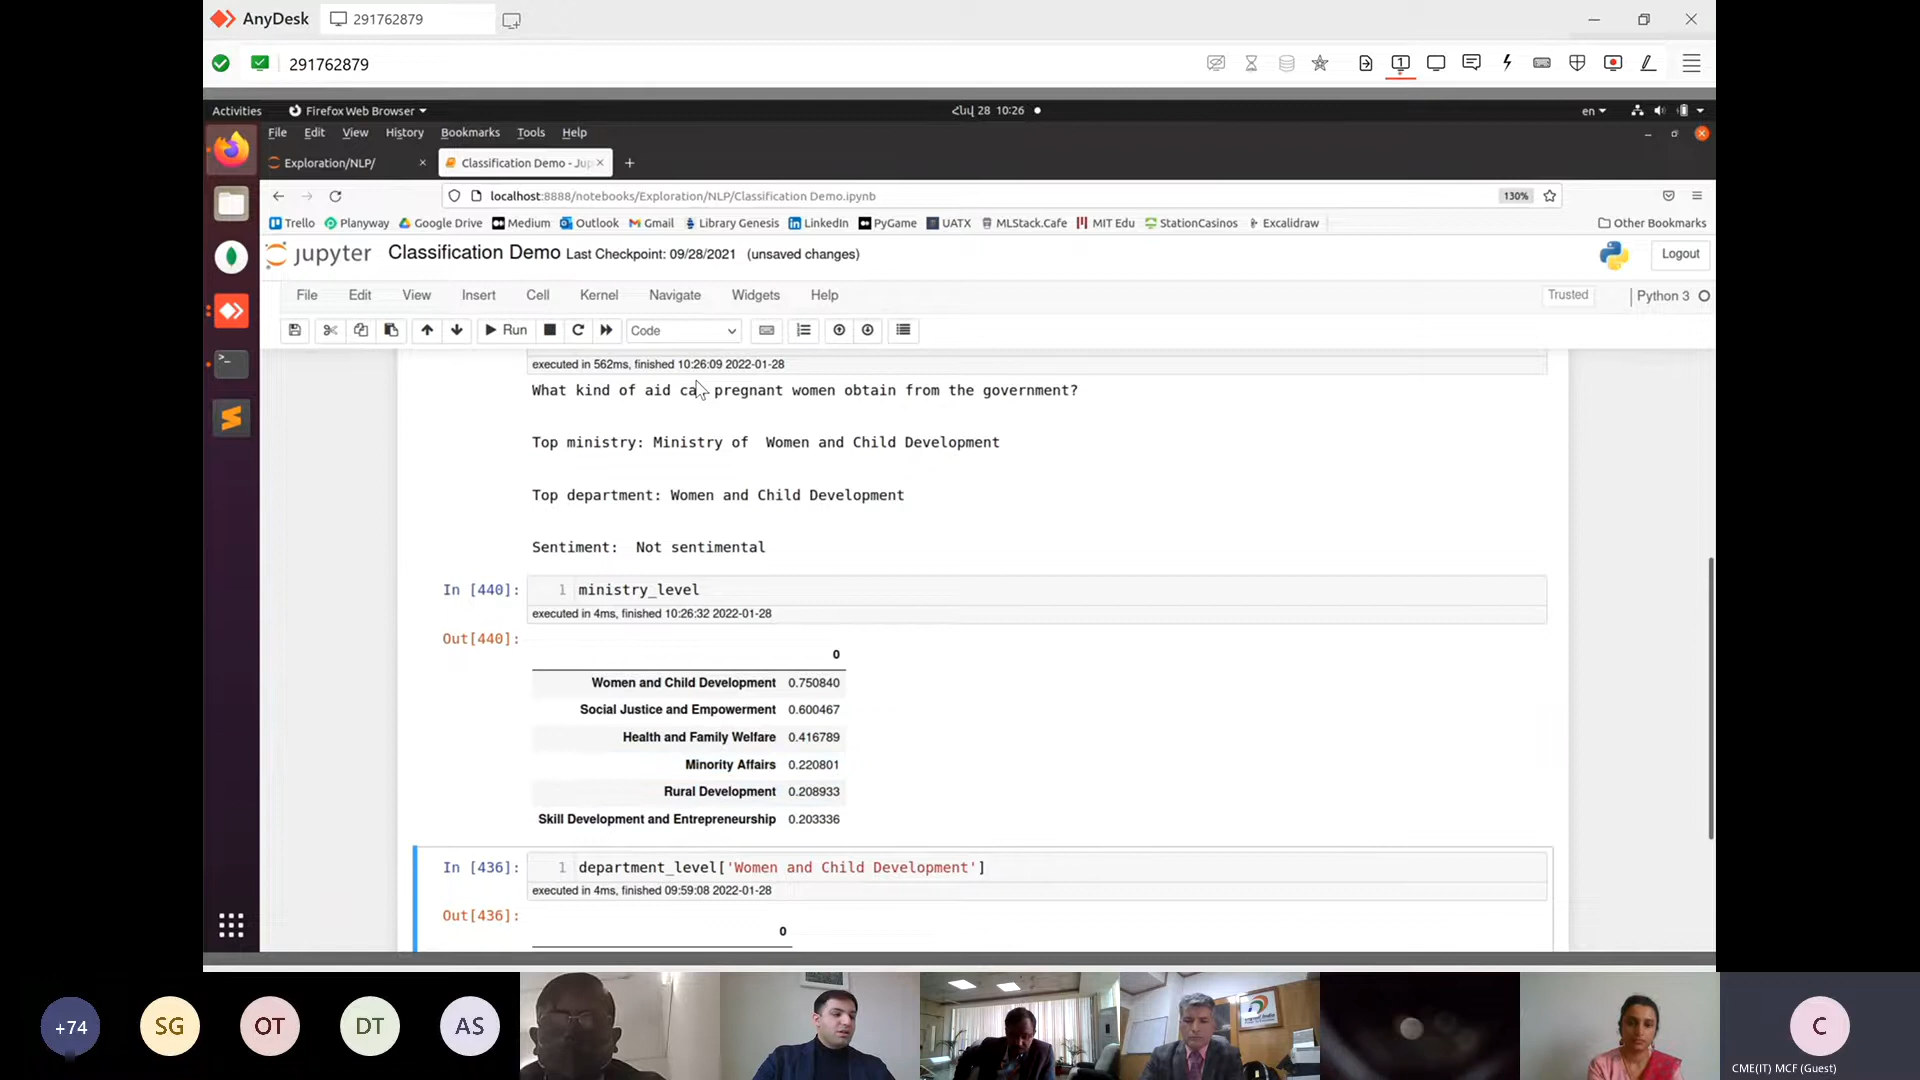 AnyDesk
291762879
291762879
Activities
Firefox Web Browser
Հնվ 28 10:26
en
File Edit View History Bookmarks Tools Help
Exploration/NLP/
Classification Demo - Jup
localhost:8888/notebooks/Exploration/NLP/Classification Demo.ipynb
130%
Trello Planyway Google Drive Medium Outlook Gmail Library Genesis LinkedIn PyGame UATX MLStack.Cafe MIT Edu StationCasinos Excalidraw Other Bookmarks
jupyter Classification Demo Last Checkpoint: 09/28/2021 (unsaved changes)
Logout
File Edit View Insert Cell Kernel Navigate Widgets Help
Trusted
Python 3
Run
Code
executed in 562ms, finished 10:26:09 2022-01-28
What kind of aid ca pregnant women obtain from the government?
Top ministry: Ministry of Women and Child Development
Top department: Women and Child Development
Sentiment: Not sentimental
In [440]: 1 ministry_level
executed in 4ms, finished 10:26:32 2022-01-28
Out[440]:
0
Women and Child Development 0.750840
Social Justice and Empowerment 0.600467
Health and Family Welfare 0.416789
Minority Affairs 0.220801
Rural Development 0.208933
Skill Development and Entrepreneurship 0.203336
In [436]: 1 department_level['Women and Child Development']
executed in 4ms, finished 09:59:08 2022-01-28
Out[436]:
0
+74
SG
OT
DT
AS
C
CME(IT) MCF (Guest)